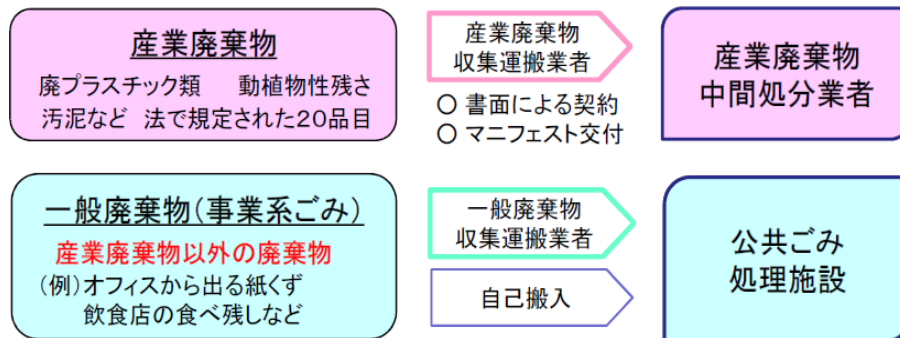 産業廃棄物
廃プラスチック類　動植物性残さ
汚泥など　法で規定された20品目
産業廃棄物
収集運搬業者
〇 書面による契約
〇 マニフェスト交付
産業廃棄物
中間処分業者
一般廃棄物(事業系ごみ)
産業廃棄物以外の廃棄物
(例)オフィスから出る紙くず
飲食店の食べ残しなど
一般廃棄物
収集運搬業者
自己搬入
公共ごみ
処理施設